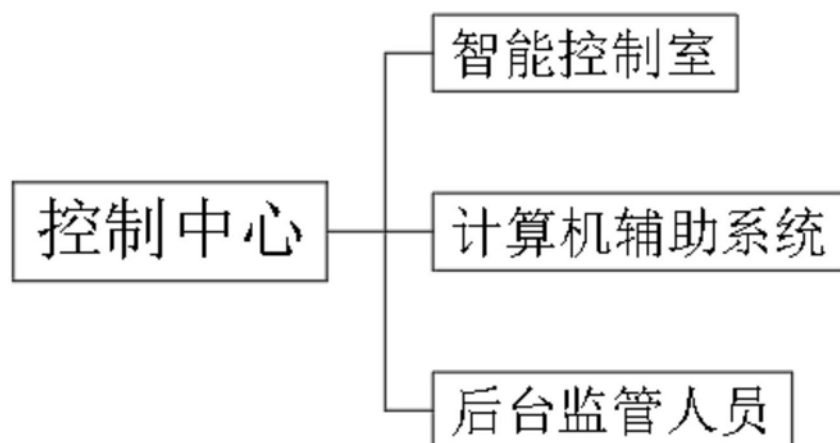 智能控制室
控制中心
计算机辅助系统
后台监管人员